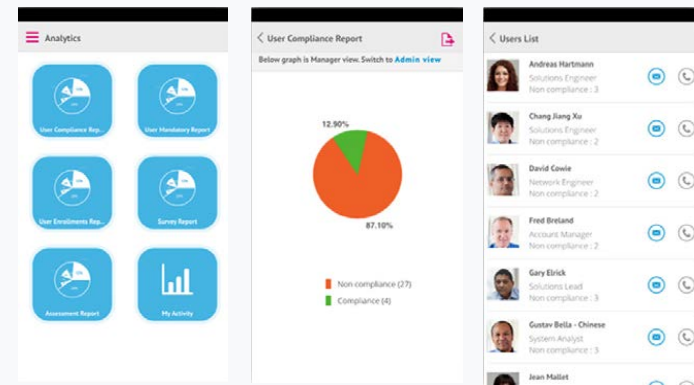 Analytics
User Compliance Rep...
User Mandatory Report
User Enrollments Rep...
Survey Report
Assessment Report
My Activity
User Compliance Report
Below graph is Manager view. Switch to Admin view
12.90%
87.10%
Non compliance (27)
Compliance (4)
Users List
Andreas Hartmann
Solutions Engineer
Non compliance : 3
Chang Jiang Xu
Solutions Engineer
Non compliance : 2
David Cowie
Network Engineer
Non compliance : 2
Fred Breland
Account Manager
Non compliance : 2
Gary Elrick
Solutions Lead
Non compliance : 3
Gustav Bella - Chinese
System Analyst
Non compliance : 3
Jean Mallet